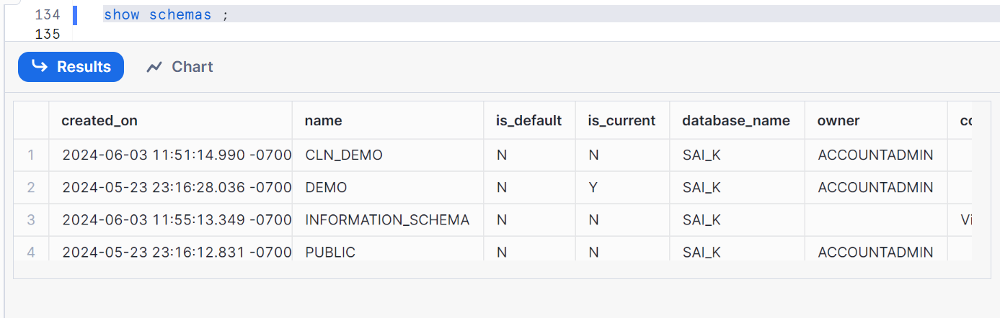 134 show schemas ;
135
Results Chart
created_on name is_default is_current database_name owner co
1 2024-06-03 11:51:14.990 -0700 CLN_DEMO N N SAI_K ACCOUNTADMIN
2 2024-05-23 23:16:28.036 -0700 DEMO N Y SAI_K ACCOUNTADMIN
3 2024-06-03 11:55:13.349 -0700 INFORMATION_SCHEMA N N SAI_K Vi
4 2024-05-23 23:16:12.831 -0700 PUBLIC N N SAI_K ACCOUNTADMIN